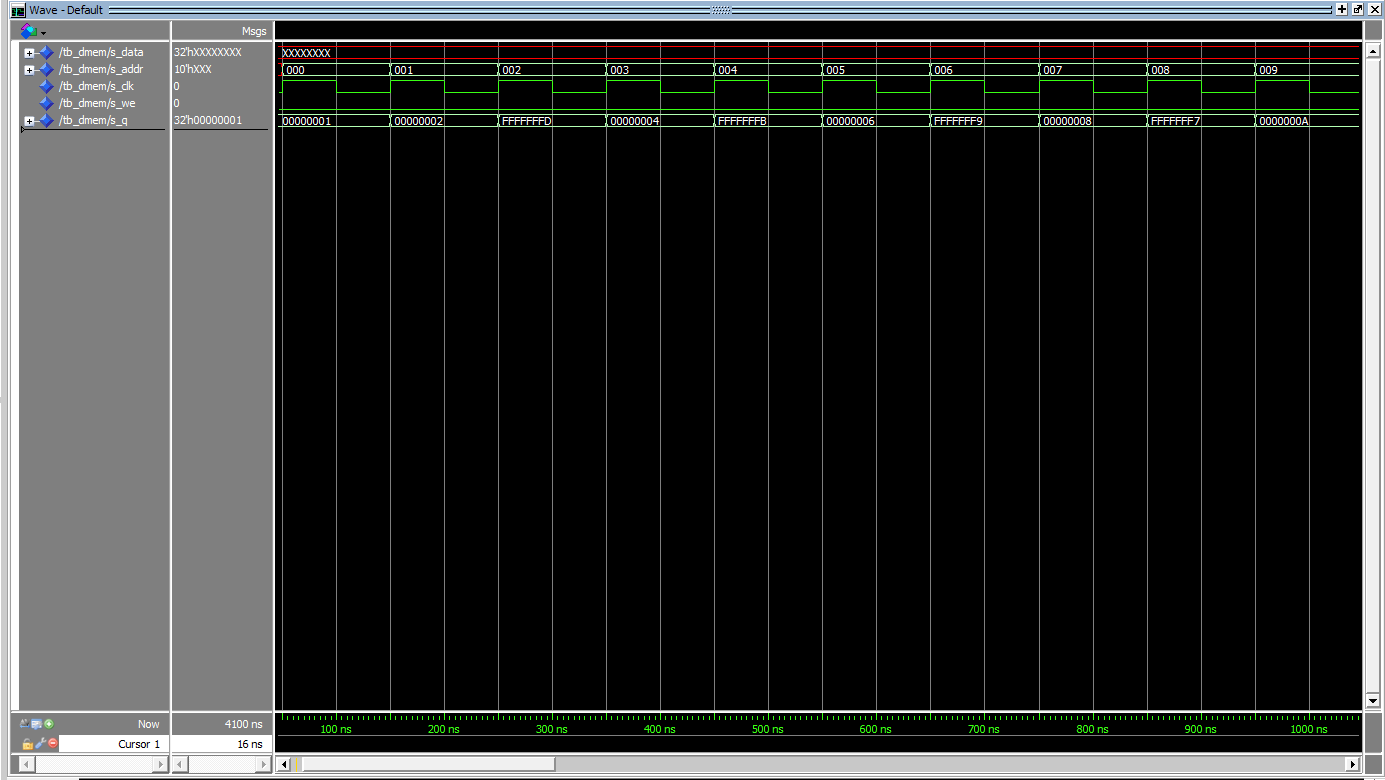 Wave - Default
Msgs
/tb_dmem/s_data 32'hXXXXXXXX XXXXXXXX
/tb_dmem/s_addr 10'hXXX 000 001 002 003 004 005 006 007 008 009
/tb_dmem/s_clk 0
/tb_dmem/s_we 0
/tb_dmem/s_q 32'h00000001 00000001 00000002 FFFFFFFD 00000004 FFFFFFFB 00000006 FFFFFFF9 00000008 FFFFFFF7 0000000A
Now 4100 ns 100 ns 200 ns 300 ns 400 ns 500 ns 600 ns 700 ns 800 ns 900 ns 1000 ns
Cursor 1 16 ns